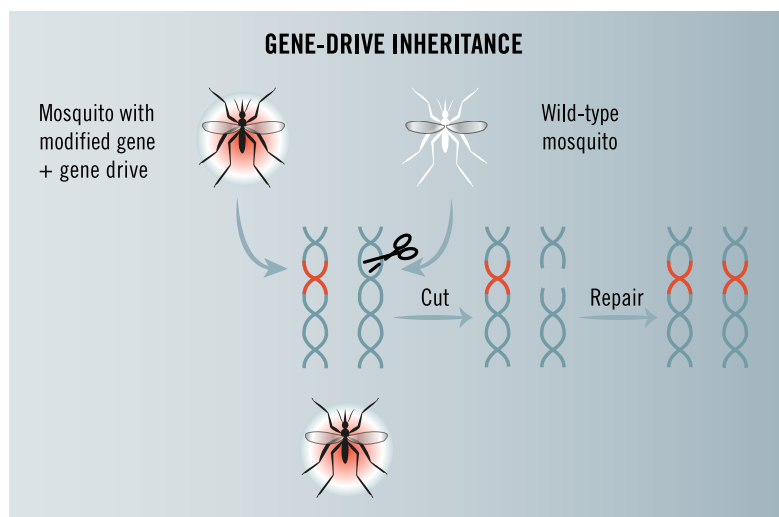 GENE-DRIVE INHERITANCE
Mosquito with
modified gene
+ gene drive
Wild-type
mosquito
Cut
Repair